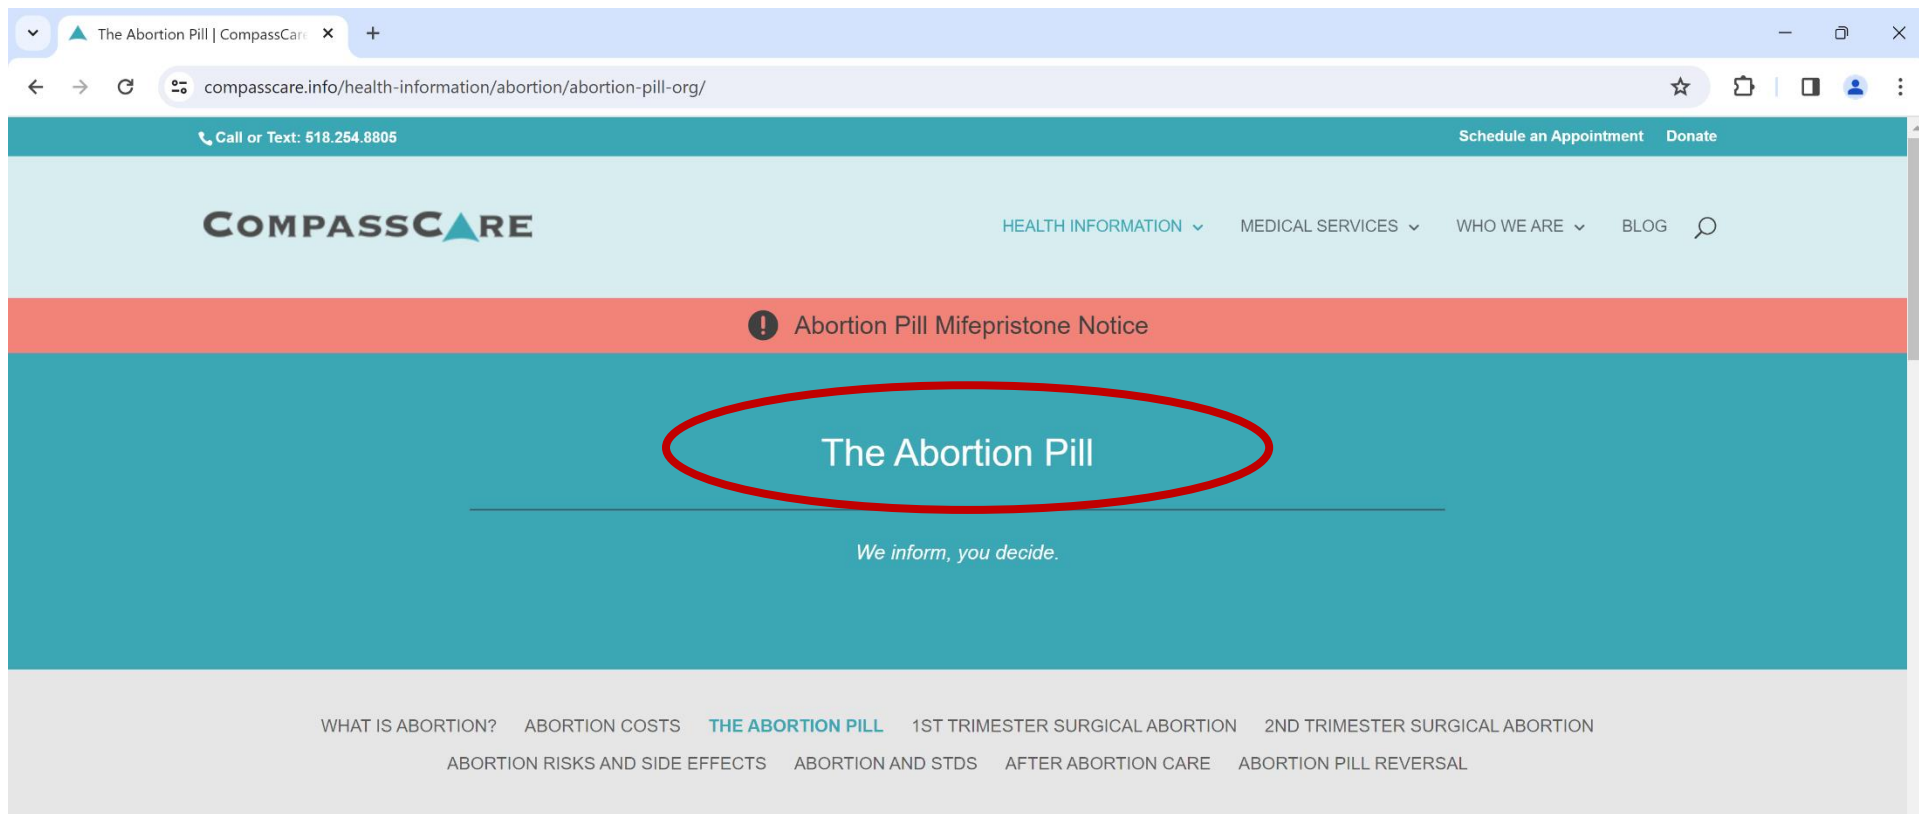 The Abortion Pill | CompassCare
compasscare.info/health-information/abortion/abortion-pill-org/
Call or Text: 518.254.8805
Schedule an Appointment Donate
COMPASSCARE
HEALTH INFORMATION MEDICAL SERVICES WHO WE ARE BLOG
Abortion Pill Mifepristone Notice
The Abortion Pill
We inform, you decide.
WHAT IS ABORTION? ABORTION COSTS THE ABORTION PILL 1ST TRIMESTER SURGICAL ABORTION 2ND TRIMESTER SURGICAL ABORTION
ABORTION RISKS AND SIDE EFFECTS ABORTION AND STDS AFTER ABORTION CARE ABORTION PILL REVERSAL